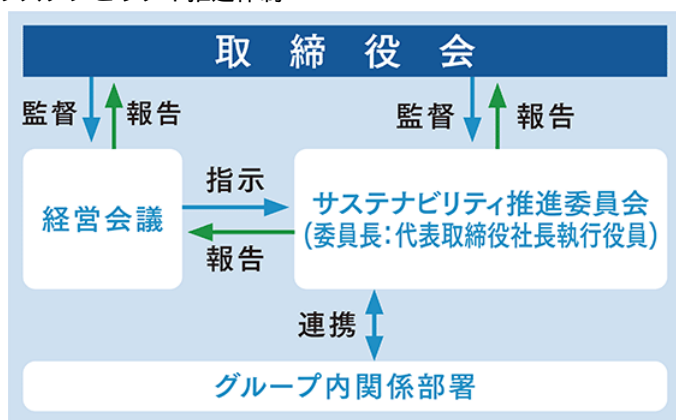 取締役会
監督
報告
監督
報告
経営会議
指示
報告
サステナビリティ推進委員会
(委員長：代表取締役社長執行役員)
連携
グループ内関係部署